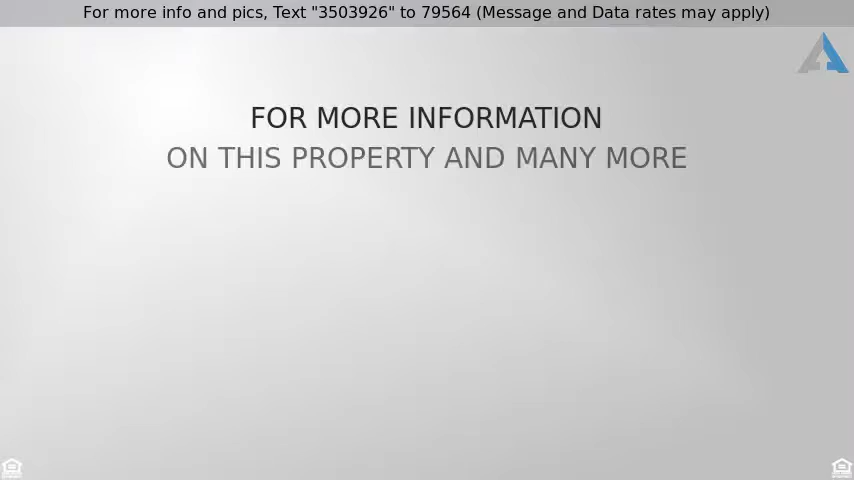 For more info and pics, Text "3503926" to 79564 (Message and Data rates may apply)
FOR MORE INFORMATION
ON THIS PROPERTY AND MANY MORE